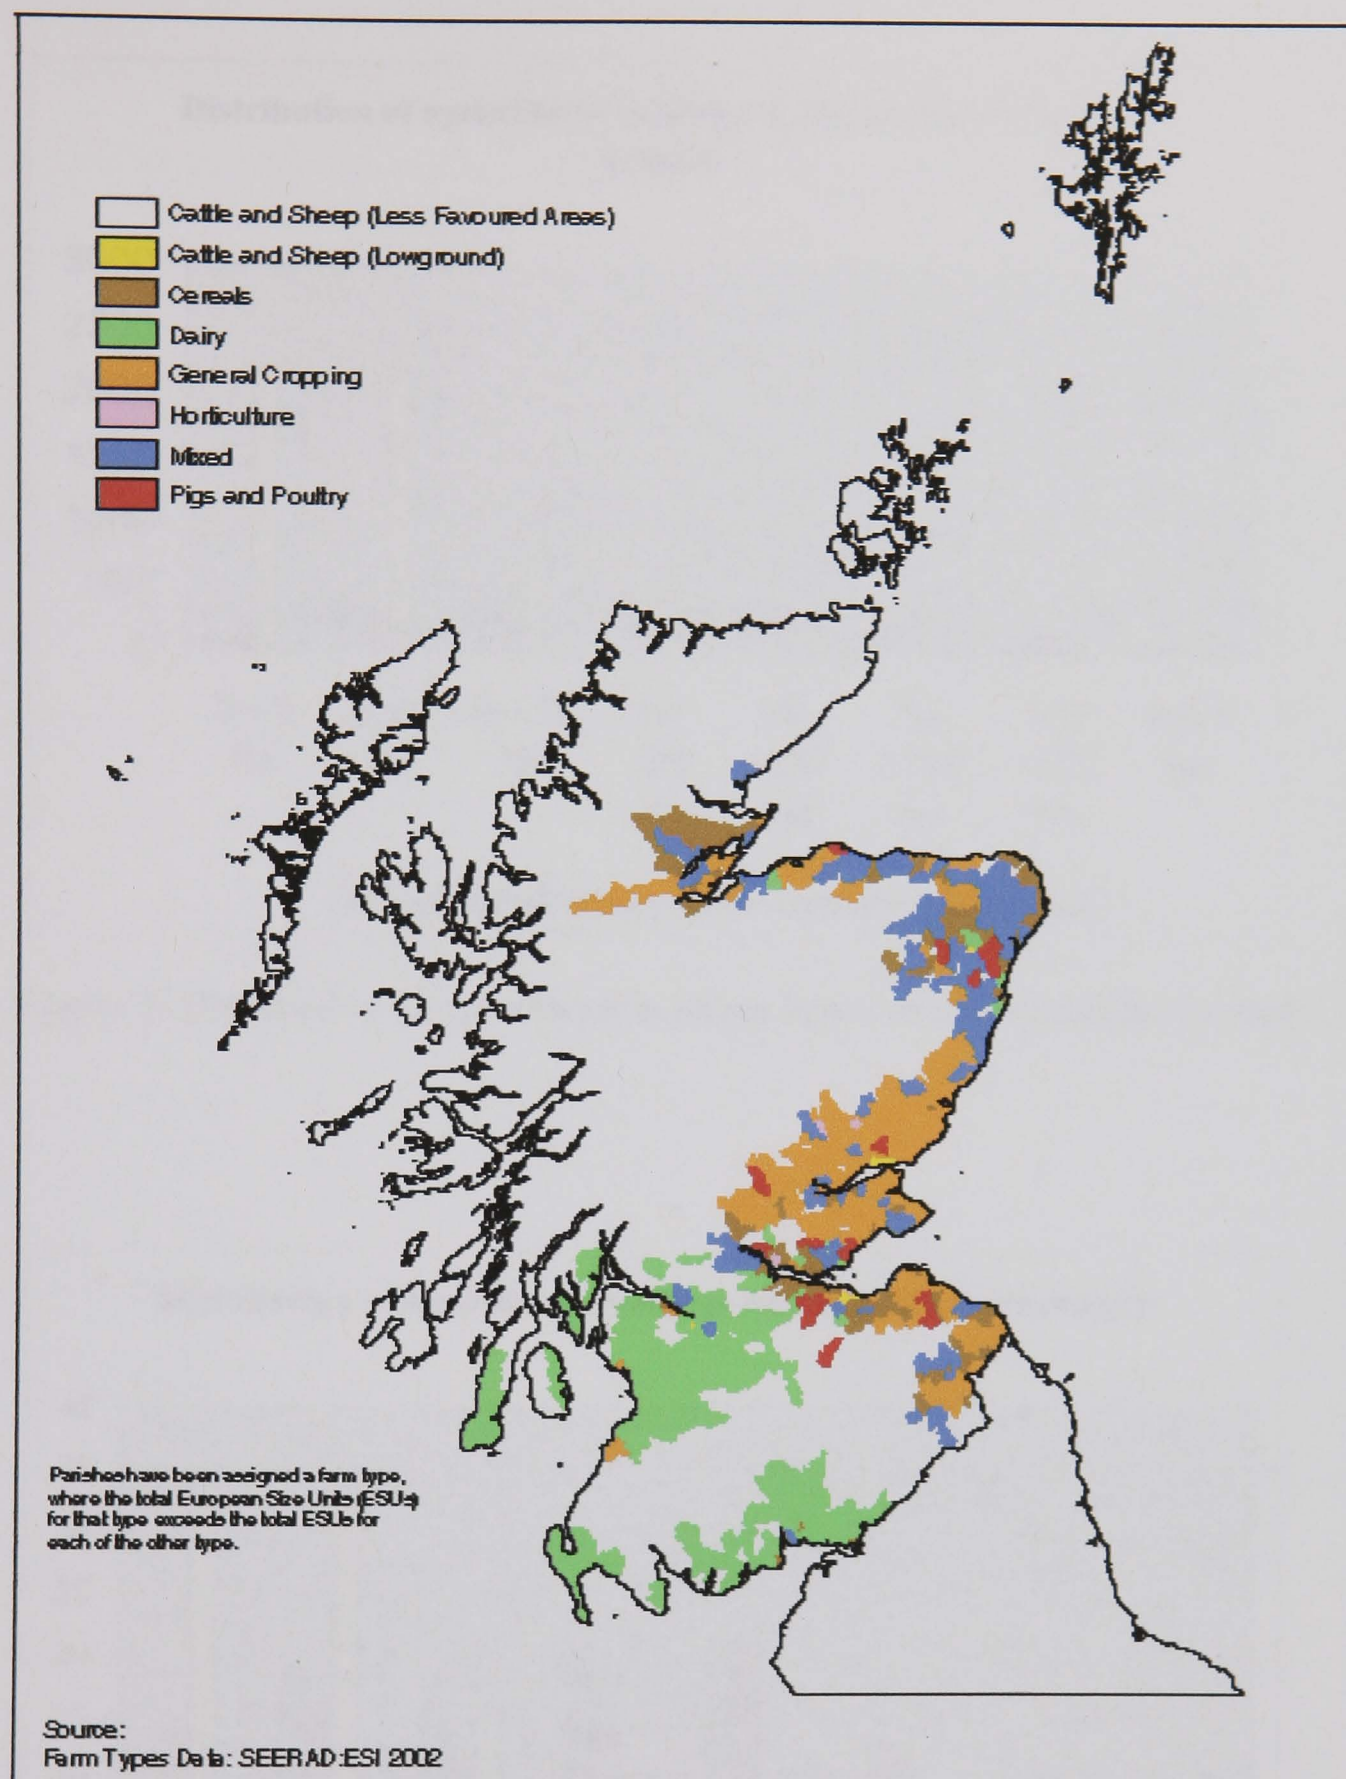 Cattle and Sheep (Less Favoured Areas)
Cattle and Sheep (Lowground)
Cereals
Dairy
General Cropping
Horticulture
Mixed
Pigs and Poultry
Parishes have been assigned a farm type,
where the total European Size Units (ESUs)
for that type exceeds the total ESUs for
each of the other type.
Source:
Farm Types Data: SEERAD:ESI 2002